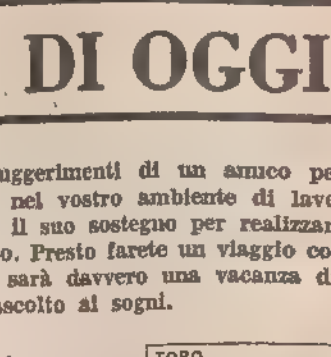 DI OGGI
uggerimenti di un amico pe
nel vostro ambiente di lavo
il suo sostegno per realizzar
o. Presto farete un viaggio co
sarà davvero una vacanza d
ascolto ai sogni.
TORO